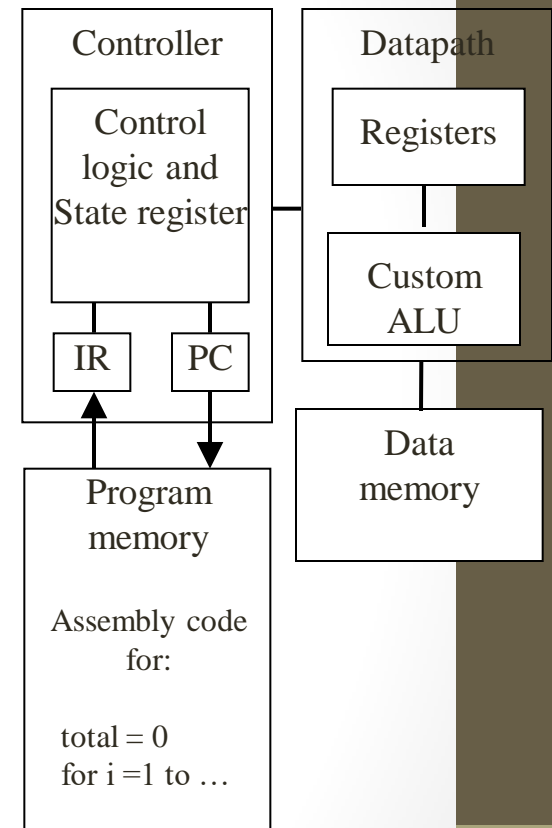 Controller
Control
logic and
State register
IR
PC
Datapath
Registers
Custom
ALU
Data
memory
Program
memory
Assembly code
for:
total = 0
for i =1 to …